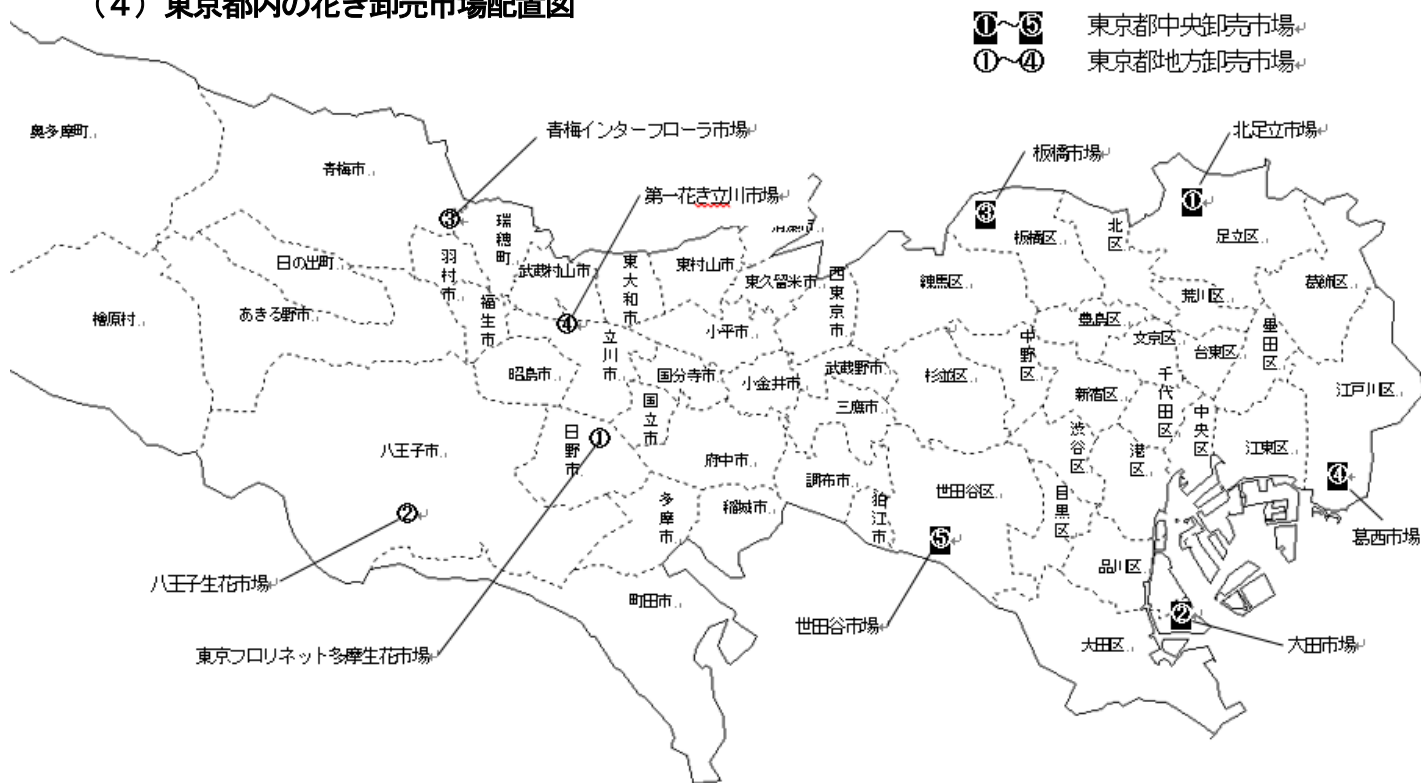 （4）東京都内の花き卸売市場配置図
①～⑤ 東京都中央卸売市場
①～④ 東京都地方卸売市場
奥多摩町
青梅市
青梅インターフローラ市場
第一花き立川市場
板橋市場
北足立市場
③
瑞穂町
羽村市
日の出町
あきる野市
檜原村
福生市
武蔵村山市
④
東大和市
東村山市
東久留米市
西東京市
小平市
立川市
昭島市
国分寺市
国立市
小金井市
武蔵野市
三鷹市
練馬区
③
板橋区
北区
①
足立区
葛飾区
荒川区
豊島区
文京区
台東区
墨田区
中野区
杉並区
新宿区
千代田区
中央区
江戸川区
江東区
渋谷区
港区
④
葛西市場
八王子市
日野市
①
府中市
調布市
狛江市
世田谷区
目黒区
②
多摩市
稲城市
⑤
品川区
八王子生花市場
町田市
世田谷市場
②
大田区
大田市場
東京フロリネット多摩生花市場